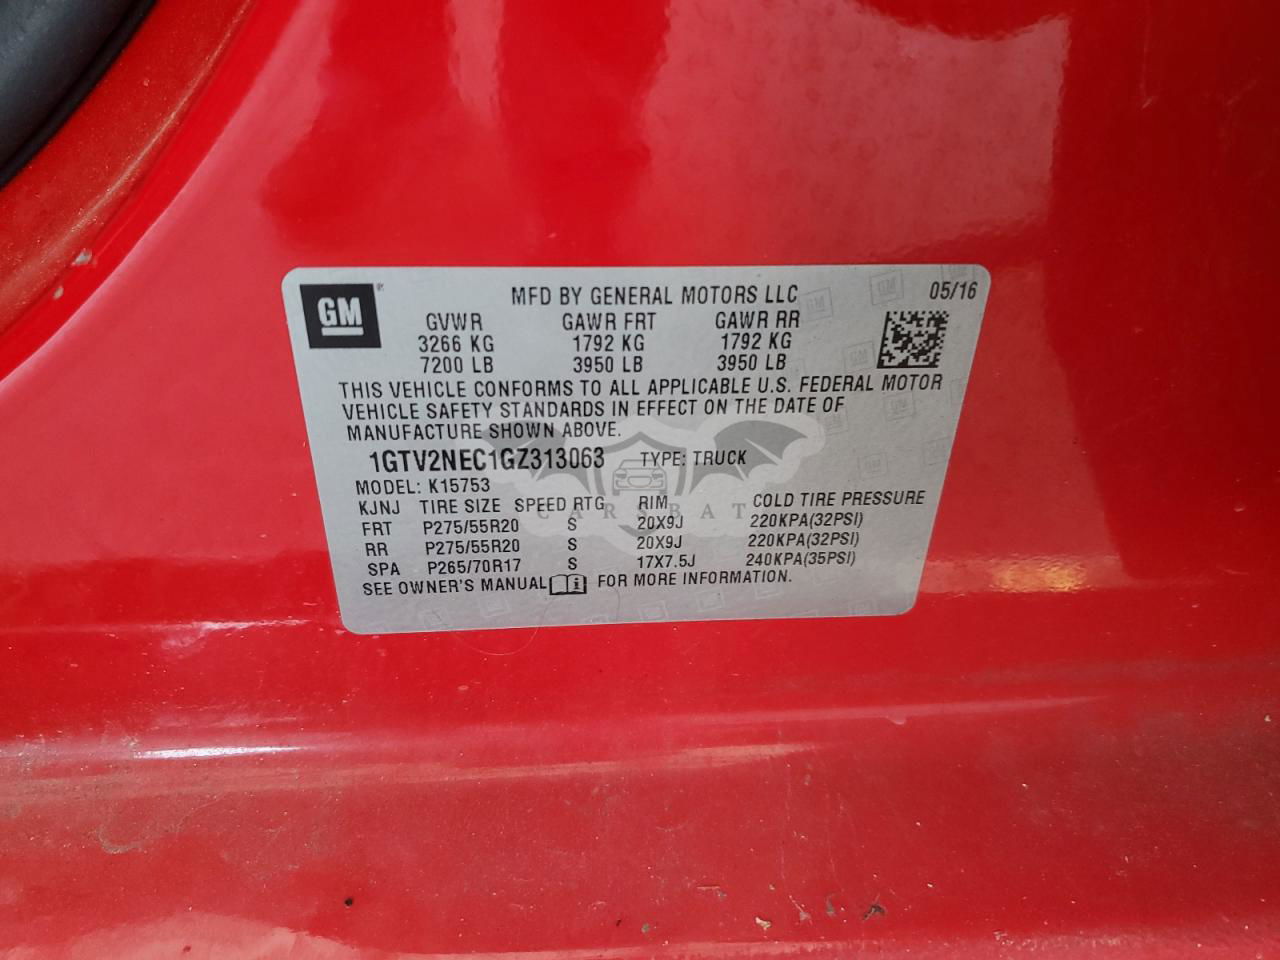 GM
MFD BY GENERAL MOTORS LLC 05/16
GVWR GAWR FRT GAWR RR
3266 KG 1792 KG 1792 KG
7200 LB 3950 LB 3950 LB
THIS VEHICLE CONFORMS TO ALL APPLICABLE U.S. FEDERAL MOTOR
VEHICLE SAFETY STANDARDS IN EFFECT ON THE DATE OF
MANUFACTURE SHOWN ABOVE.
1GTV2NEC1GZ313063 TYPE: TRUCK
MODEL: K15753
KJNJ TIRE SIZE SPEED RTG RIM COLD TIRE PRESSURE
CARSBAT
FRT P275/55R20 S 20X9J 220KPA(32PSI)
RR P275/55R20 S 20X9J 220KPA(32PSI)
SPA P265/70R17 S 17X7.5J 240KPA(35PSI)
SEE OWNER'S MANUAL FOR MORE INFORMATION.